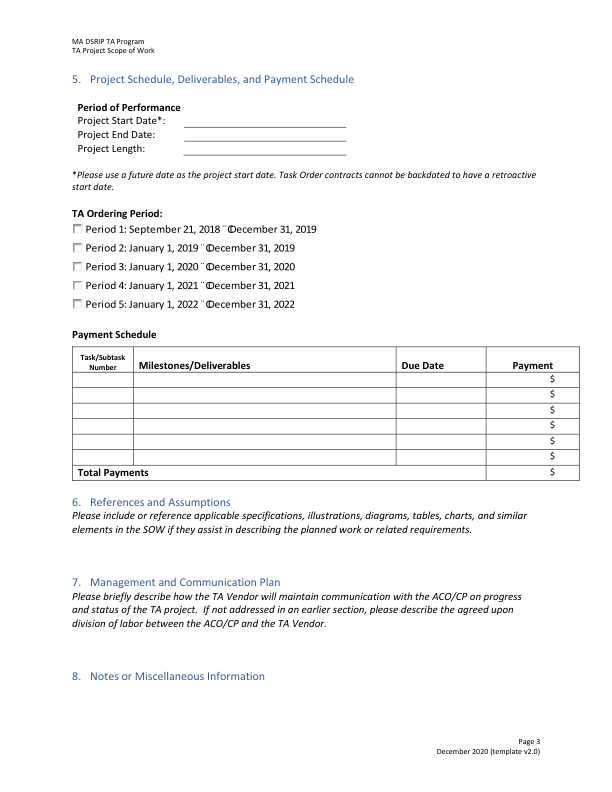 MA DSRIP TA Program
TA Project Scope of Work
5. Project Schedule, Deliverables, and Payment Schedule
Period of Performance
Project Start Date*:
Project End Date:
Project Length:
*Please use a future date as the project start date. Task Order contracts cannot be backdated to have a retroactive
start date.
TA Ordering Period:
Period 1: September 21, 2018 ¨C December 31, 2019
Period 2: January 1, 2019 ¨C December 31, 2019
Period 3: January 1, 2020 ¨C December 31, 2020
Period 4: January 1, 2021 ¨C December 31, 2021
Period 5: January 1, 2022 ¨C December 31, 2022
Payment Schedule
Task/Subtask
Number Milestones/Deliverables Due Date Payment
$
$
$
$
$
$
Total Payments $
6. References and Assumptions
Please include or reference applicable specifications, illustrations, diagrams, tables, charts, and similar
elements in the SOW if they assist in describing the planned work or related requirements.
7. Management and Communication Plan
Please briefly describe how the TA Vendor will maintain communication with the ACO/CP on progress
and status of the TA project. If not addressed in an earlier section, please describe the agreed upon
division of labor between the ACO/CP and the TA Vendor.
8. Notes or Miscellaneous Information
Page 3
December 2020 (template v2.0)